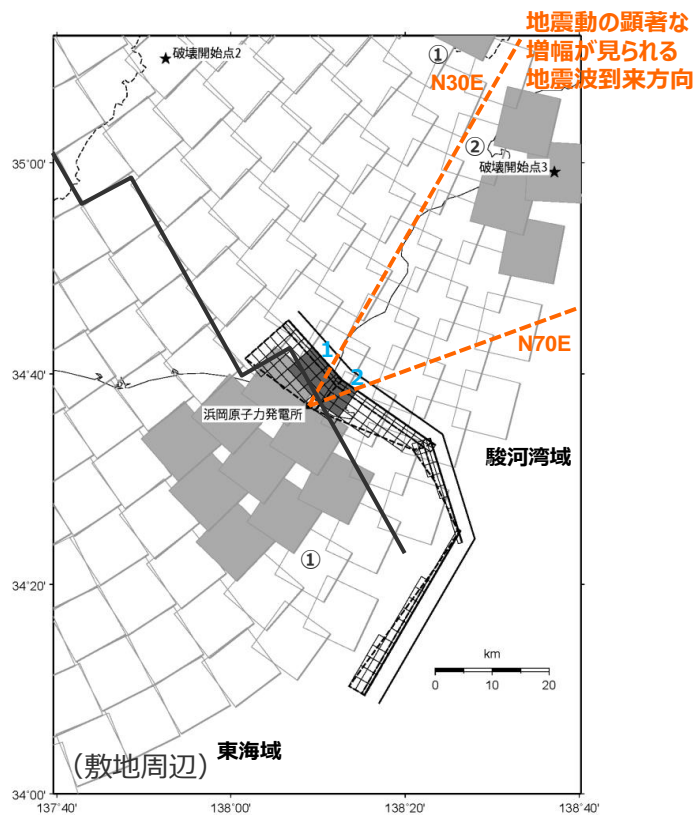 地震動の顕著な
増幅が見られる
地震波到来方向
①
破壊開始点2
N30E
②
破壊開始点3
35°00'
N70E
1
2
34°40'
浜岡原子力発電所
駿河湾域
①
34°20'
km
0 10 20
東海域
(敷地周辺)
34°00'
137°40' 138°00' 138°20' 138°40'